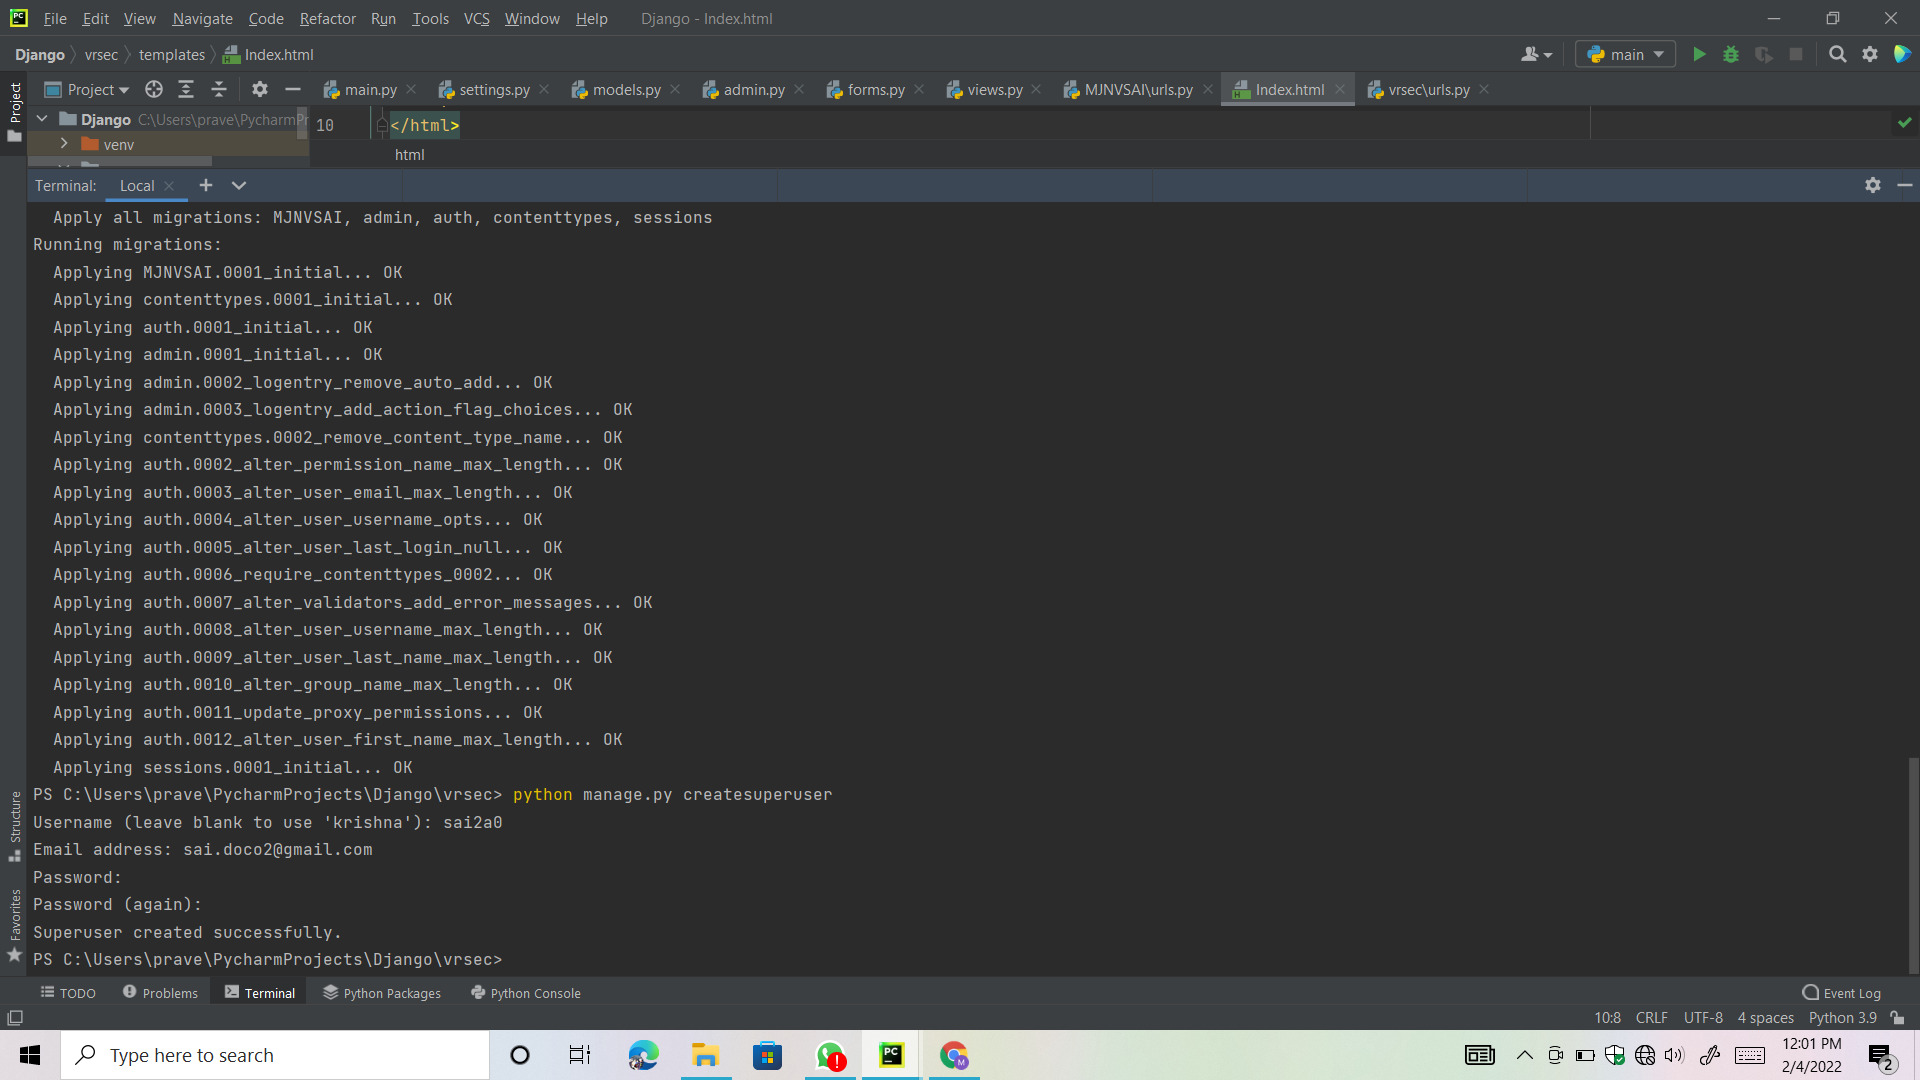 PC File Edit View Navigate Code Refactor Run Tools VCS Window Help Django - Index.html
Django vrsec templates Index.html main
Project Project main.py settings.py models.py admin.py forms.py views.py MJNVSAI\urls.py Index.html vrsec\urls.py
Django C:\Users\prave\PycharmPr 10 </html>
venv html
Terminal: Local
Apply all migrations: MJNVSAI, admin, auth, contenttypes, sessions
Running migrations:
Applying MJNVSAI.0001_initial... OK
Applying contenttypes.0001_initial... OK
Applying auth.0001_initial... OK
Applying admin.0001_initial... OK
Applying admin.0002_logentry_remove_auto_add... OK
Applying admin.0003_logentry_add_action_flag_choices... OK
Applying contenttypes.0002_remove_content_type_name... OK
Applying auth.0002_alter_permission_name_max_length... OK
Applying auth.0003_alter_user_email_max_length... OK
Applying auth.0004_alter_user_username_opts... OK
Applying auth.0005_alter_user_last_login_null... OK
Applying auth.0006_require_contenttypes_0002... OK
Applying auth.0007_alter_validators_add_error_messages... OK
Applying auth.0008_alter_user_username_max_length... OK
Applying auth.0009_alter_user_last_name_max_length... OK
Applying auth.0010_alter_group_name_max_length... OK
Applying auth.0011_update_proxy_permissions... OK
Applying auth.0012_alter_user_first_name_max_length... OK
Applying sessions.0001_initial... OK
PS C:\Users\prave\PycharmProjects\Django\vrsec> python manage.py createsuperuser
Username (leave blank to use 'krishna'): sai2a0
Email address: sai.doco2@gmail.com
Password:
Password (again):
Superuser created successfully.
PS C:\Users\prave\PycharmProjects\Django\vrsec>
Structure
Favorites
TODO Problems Terminal Python Packages Python Console Event Log
10:8 CRLF UTF-8 4 spaces Python 3.9
Type here to search PC M 12:01 PM
2/4/2022 2